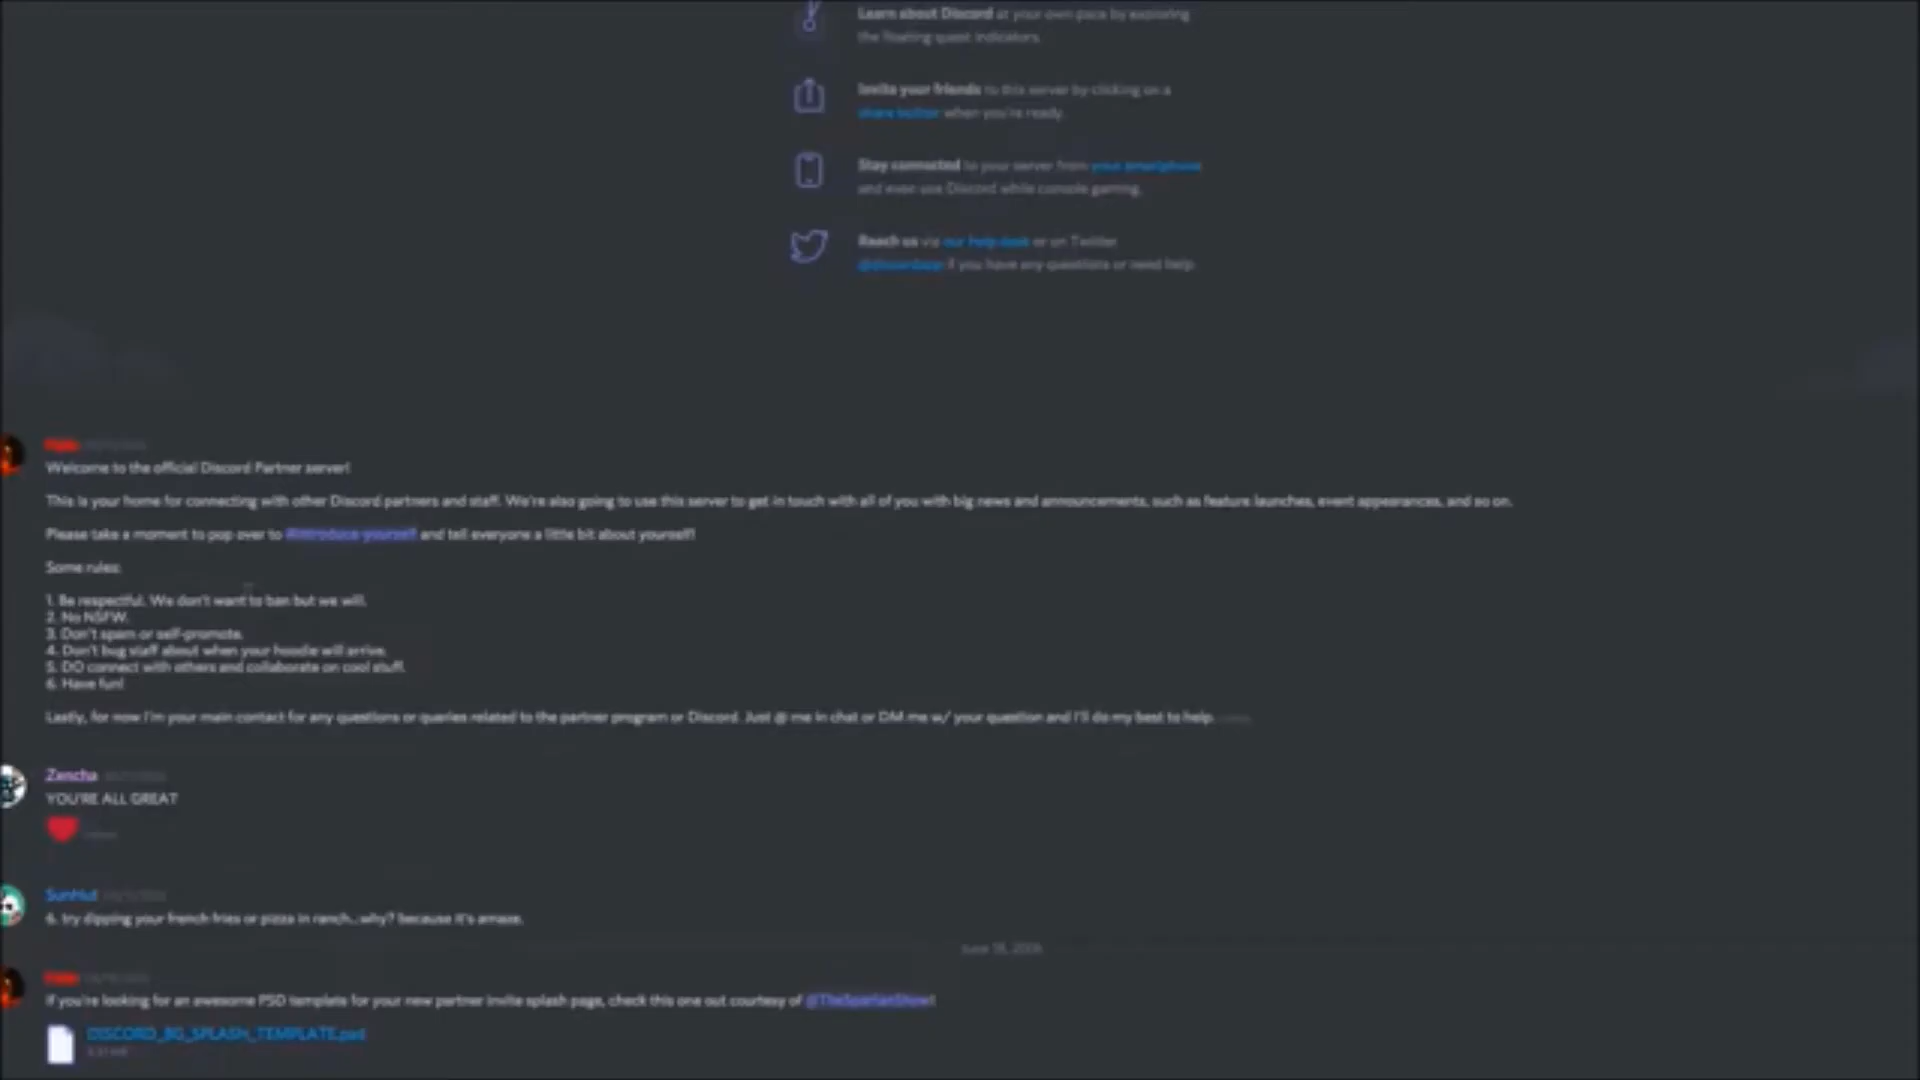 Learn about Discord at your own pace by exploring
the floating quest indicators.
Invite your friends to this server by clicking on a
share button when you're ready.
Stay connected to your server from your smartphone
and even use Discord while console gaming.
Reach us via our help desk or on Twitter
@discordapp if you have any questions or need help.
Welcome to the official Discord Partner server!
This is your home for connecting with other Discord partners and staff. We're also going to use this server to get in touch with all of you with big news and announcements, such as feature launches, event appearances, and so on.
Please take a moment to pop over to #introduce-yourself and tell everyone a little bit about yourself!
Some rules:
1. Be respectful. We don't want to ban but we will.
2. No NSFW.
3. Don't spam or self-promote.
4. Don't bug staff about when your hoodie will arrive.
5. DO connect with others and collaborate on cool stuff.
6. Have fun!
Lastly, for now I'm your main contact for any questions or queries related to the partner program or Discord. Just @ me in chat or DM me w/ your question and I'll do my best to help.
Zencha
YOU'RE ALL GREAT
6. try dipping your french fries or pizza in ranch...why? because it's amaze.
If you're looking for an awesome PSD template for your new partner invite splash page, check this one out courtesy of @TheSpartanShow!
DISCORD_BG_SPLASH_TEMPLATE.psd